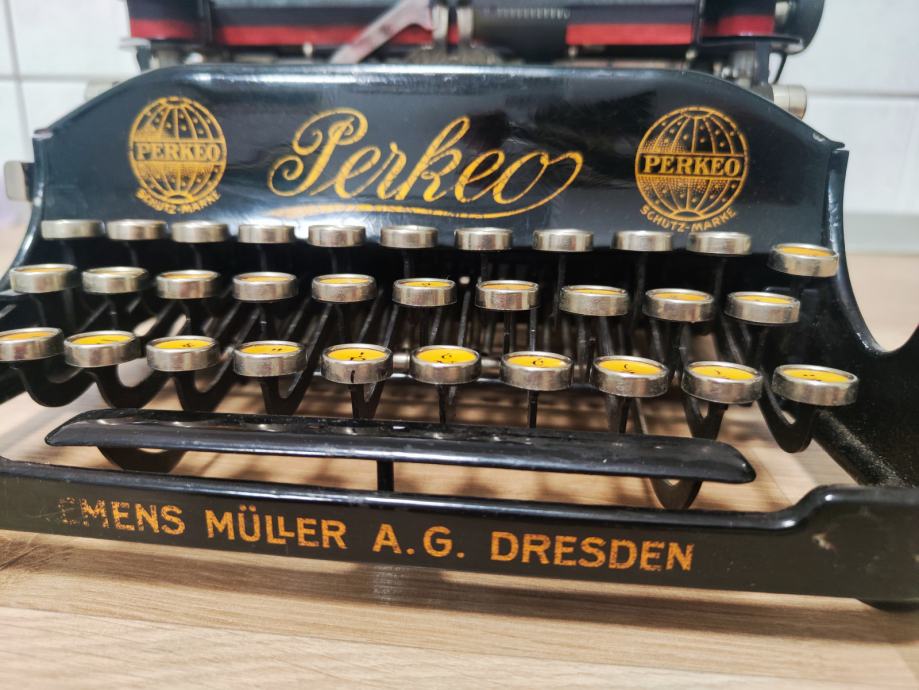 PERKEO
SCHUTZ-MARKE
Perkeo
PERKEO
SCHUTZ-MARKE
EMENS MÜLLER A.G. DRESDEN